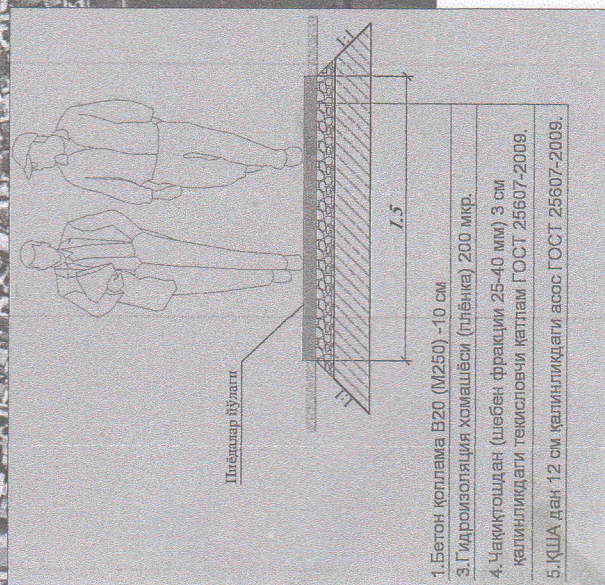 Пиёдалар йўлаги
1:1
1:1
1.5
1.Бетон қоплама В20 (М250) -10 см
3.Гидроизоляция хомашёси (плёнка) 200 мкр.
4.Чақиқтошдан (шебен фракции 25-40 мм) 3 см
қалинликдаги текисловчи қатлам ГОСТ 25607-2009.
5.ҚША дан 12 см қалинликдаги асос ГОСТ 25607-2009.